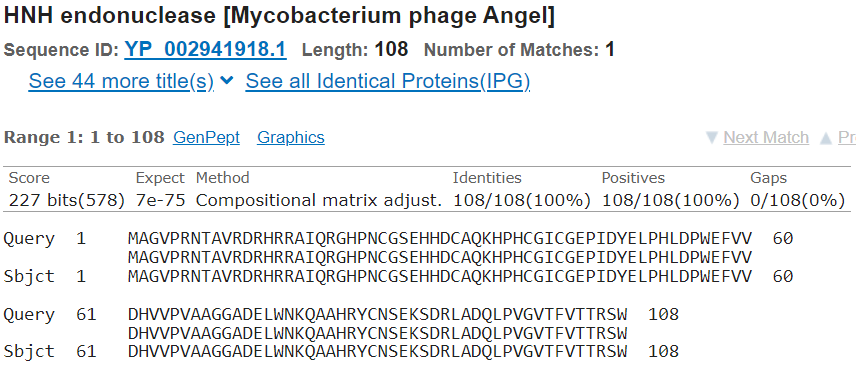 HNH endonuclease [Mycobacterium phage Angel]
Sequence ID: YP_002941918.1 Length: 108 Number of Matches: 1
See 44 more title(s) See all Identical Proteins(IPG)
Range 1: 1 to 108 GenPept Graphics Next Match Pr
Score Expect Method Identities Positives Gaps
227 bits(578) 7e-75 Compositional matrix adjust. 108/108(100%) 108/108(100%) 0/108(0%)
Query 1 MAGVPRNTAVRDRHRRAIQRGHPNCGSEHHDCAQKHPHCGICGEPIDYELPHLDPWEFVV 60
MAGVPRNTAVRDRHRRAIQRGHPNCGSEHHDCAQKHPHCGICGEPIDYELPHLDPWEFVV
Sbjct 1 MAGVPRNTAVRDRHRRAIQRGHPNCGSEHHDCAQKHPHCGICGEPIDYELPHLDPWEFVV 60
Query 61 DHVVPVAAGGADELWNKQAAHRYCNSEKSDRLADQLPVGVTFVTTRSW 108
DHVVPVAAGGADELWNKQAAHRYCNSEKSDRLADQLPVGVTFVTTRSW
Sbjct 61 DHVVPVAAGGADELWNKQAAHRYCNSEKSDRLADQLPVGVTFVTTRSW 108